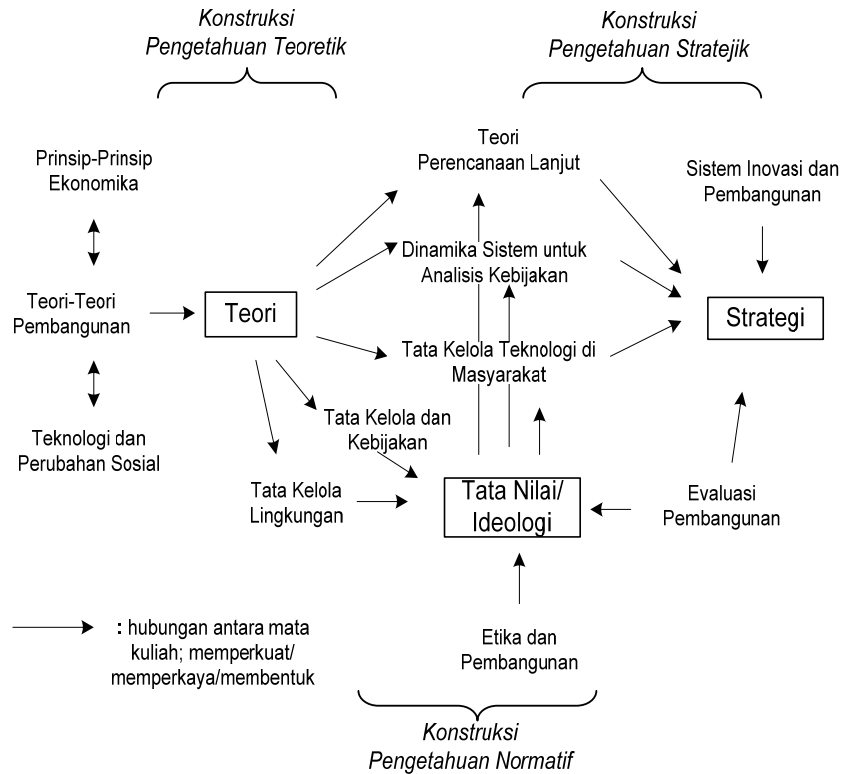 Konstruksi
Pengetahuan Teoretik
Konstruksi
Pengetahuan Stratejik
Prinsip-Prinsip
Ekonomika
Teori
Perencanaan Lanjut
Sistem Inovasi dan
Pembangunan
Dinamika Sistem untuk
Analisis Kebijakan
Teori-Teori
Pembangunan
Teori
Strategi
Tata Kelola Teknologi di
Masyarakat
Teknologi dan
Perubahan Sosial
Tata Kelola dan
Kebijakan
Tata Kelola
Lingkungan
Tata Nilai/
Ideologi
Evaluasi
Pembangunan
: hubungan antara mata
kuliah; memperkuat/
memperkaya/membentuk
Etika dan
Pembangunan
Konstruksi
Pengetahuan Normatif